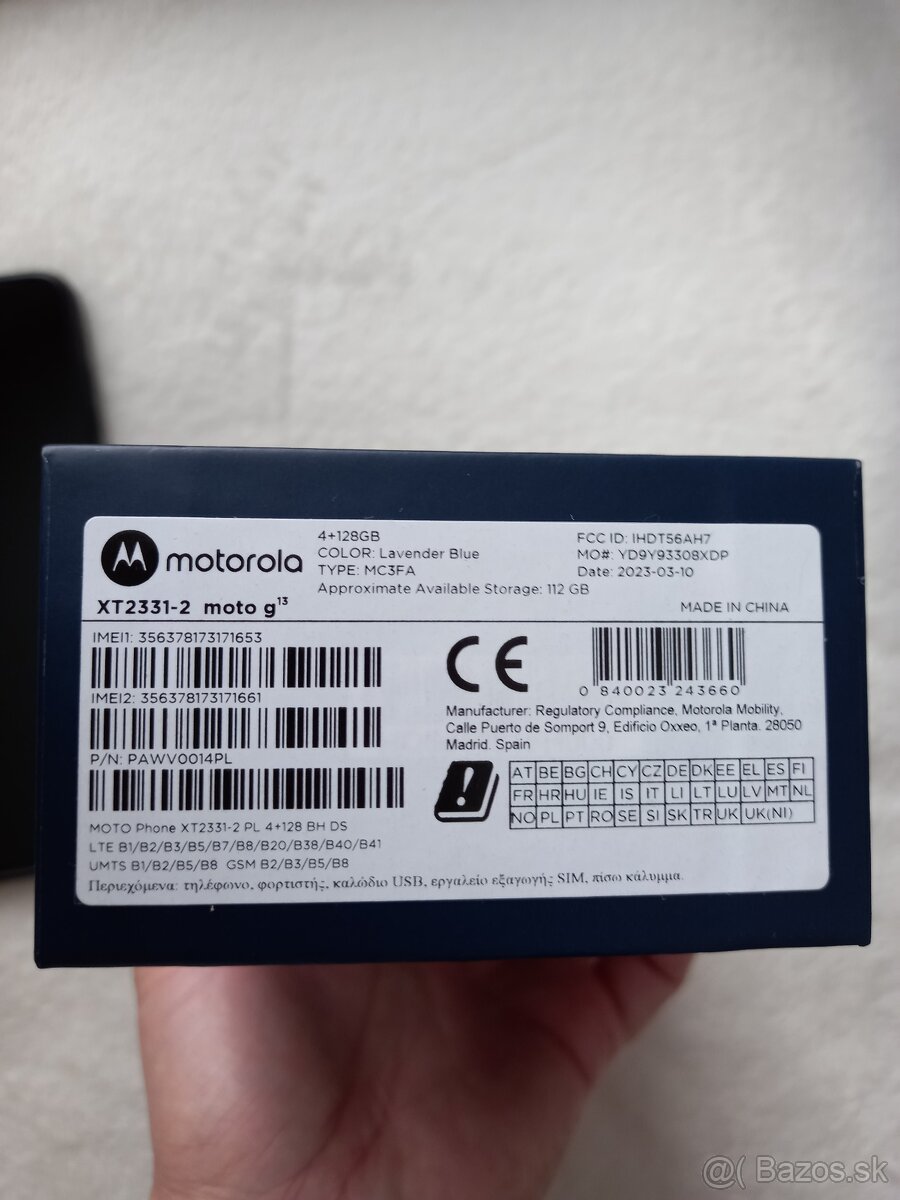 motorola
4+128GB
COLOR: Lavender Blue
TYPE: MC3FA
Approximate Available Storage: 112 GB
FCC ID: IHDT56AH7
MO#: YD9Y93308XDP
Date: 2023-03-10
XT2331-2 moto g13
MADE IN CHINA
IMEI1: 356378173171653
IMEI2: 356378173171661
P/N: PAWV0014PL
MOTO Phone XT2331-2 PL 4+128 BH DS
LTE B1/B2/B3/B5/B7/B8/B20/B38/B40/B41
UMTS B1/B2/B5/B8 GSM B2/B3/B5/B8
CE
0 840023 243660
Manufacturer: Regulatory Compliance, Motorola Mobility,
Calle Puerto de Somport 9, Edificio Oxxeo, 1ª Planta. 28050
Madrid. Spain
AT BE BG CH CY CZ DE DK EE EL ES FI
FR HR HU IE IS IT LI LT LU LV MT NL
NO PL PT RO SE SI SK TR UK UK(NI)
Περιεχόμενα: τηλέφωνο, φορτιστής, καλώδιο USB, εργαλείο εξαγωγής SIM, πίσω κάλυμμα.
@( Bazos.sk